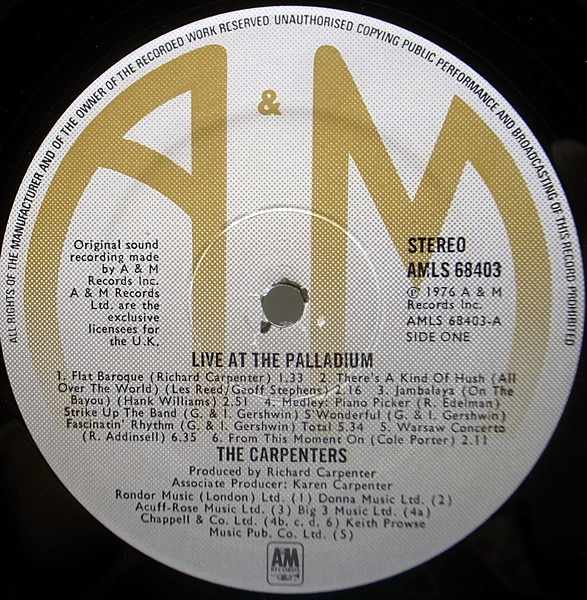 ALL RIGHTS OF THE MANUFACTURER AND OF THE OWNER OF THE RECORDED WORK RESERVED. UNAUTHORISED COPYING PUBLIC PERFORMANCE AND BROADCASTING OF THIS RECORD PROHIBITED
A & M
Original sound
recording made
by A & M
Records Inc.
A & M Records
Ltd. are the
exclusive
licensees for
the U.K.
STEREO
AMLS 68403
℗ 1976 A & M
Records Inc.
AMLS 68403-A
SIDE ONE
LIVE AT THE PALLADIUM
1. Flat Baroque (Richard Carpenter) 1.33 2. There's A Kind Of Hush (All
Over The World) (Les Reed/Geoff Stephens) 2.16 3. Jambalaya (On The
Bayou) (Hank Williams) 2.51 4. Medley: Piano Picker (R. Edelman)
Strike Up The Band (G. & I. Gershwin) S'Wonderful (G. & I. Gershwin)
Fascinatin' Rhythm (G. & I. Gershwin) Total 5.34 5. Warsaw Concerto
(R. Addinsell) 6.35 6. From This Moment On (Cole Porter) 2.11
THE CARPENTERS
Produced by Richard Carpenter
Associate Producer: Karen Carpenter
Rondor Music (London) Ltd. (1) Donna Music Ltd. (2)
Acuff-Rose Music Ltd. (3) Big 3 Music Ltd. (4a)
Chappell & Co. Ltd. (4b, c, d, 6) Keith Prowse
Music Pub. Co. Ltd. (5)
AM
RECORDS